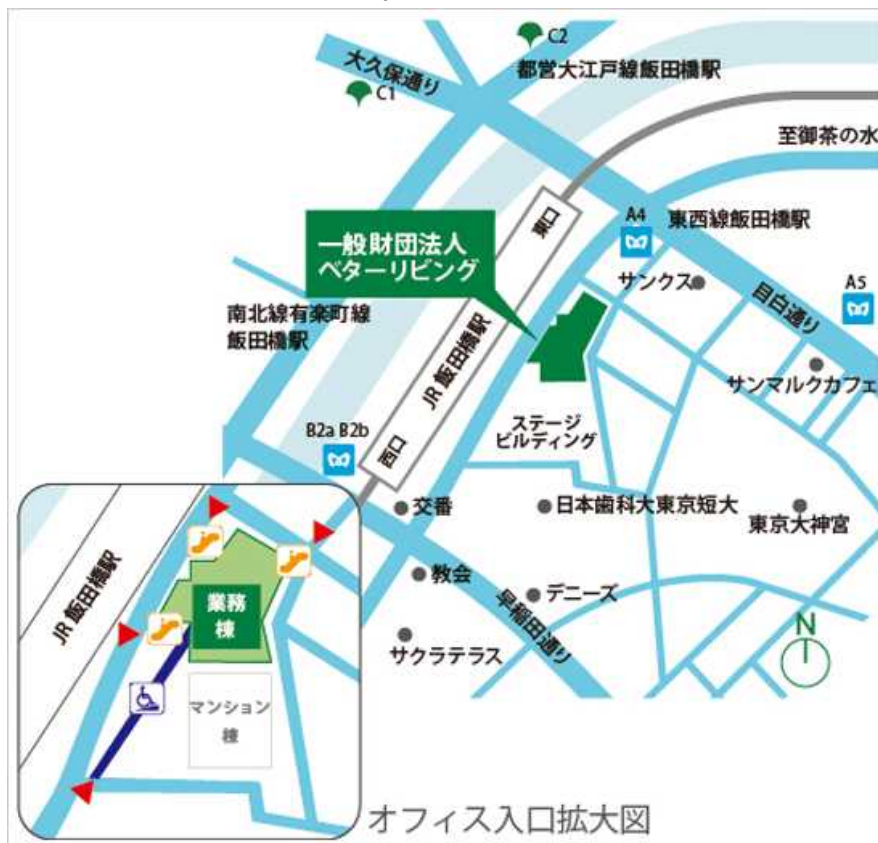 C2
大久保通り
都営大江戸線飯田橋駅
C1
至御茶の水
東口
A4
東西線飯田橋駅
一般財団法人
ベターリビング
サンクス
A5
目白通り
南北線有楽町線
飯田橋駅
JR 飯田橋駅
サンマルクカフェ
B2a B2b
西口
ステージ
ビルディング
交番
日本歯科大東京短大
東京大神宮
教会
デニーズ
早稲田通り
サクラテラス
N
JR 飯田橋駅
業務
棟
マンション
棟
オフィス入口拡大図